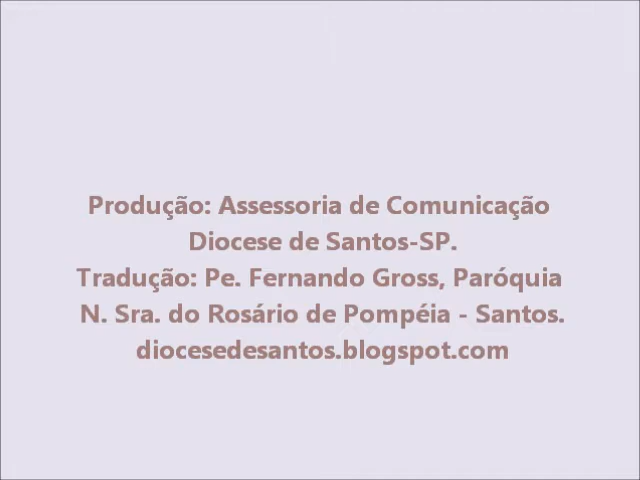 Produção: Assessoria de Comunicação
Diocese de Santos-SP.
Tradução: Pe. Fernando Gross, Paróquia
N. Sra. do Rosário de Pompéia - Santos.
diocesedesantos.blogspot.com